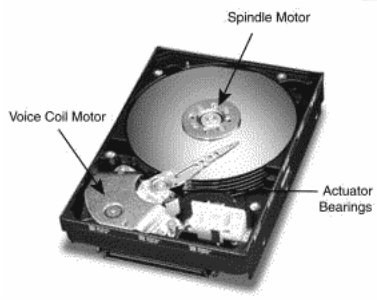 Spindle Motor
Voice Coil Motor
Actuator
Bearings